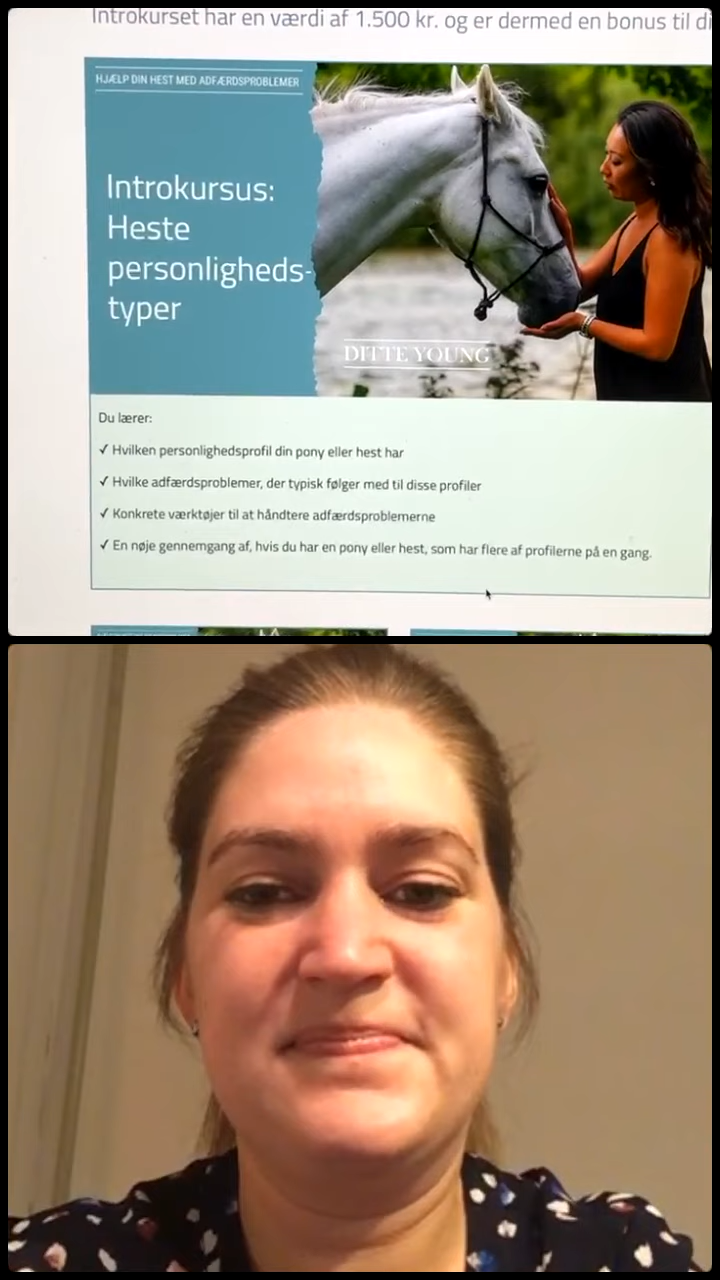 Introkurset har en værdi af 1.500 kr. og er dermed en bonus til di
HJÆLP DIN HEST MED ADFÆRDSPROBLEMER
Introkursus:
Heste
personligheds-
typer
DITTE YOUNG
Du lærer:
✓ Hvilken personlighedsprofil din pony eller hest har
✓ Hvilke adfærdsproblemer, der typisk følger med til disse profiler
✓ Konkrete værktøjer til at håndtere adfærdsproblemerne
✓ En nøje gennemgang af, hvis du har en pony eller hest, som har flere af profilerne på en gang.